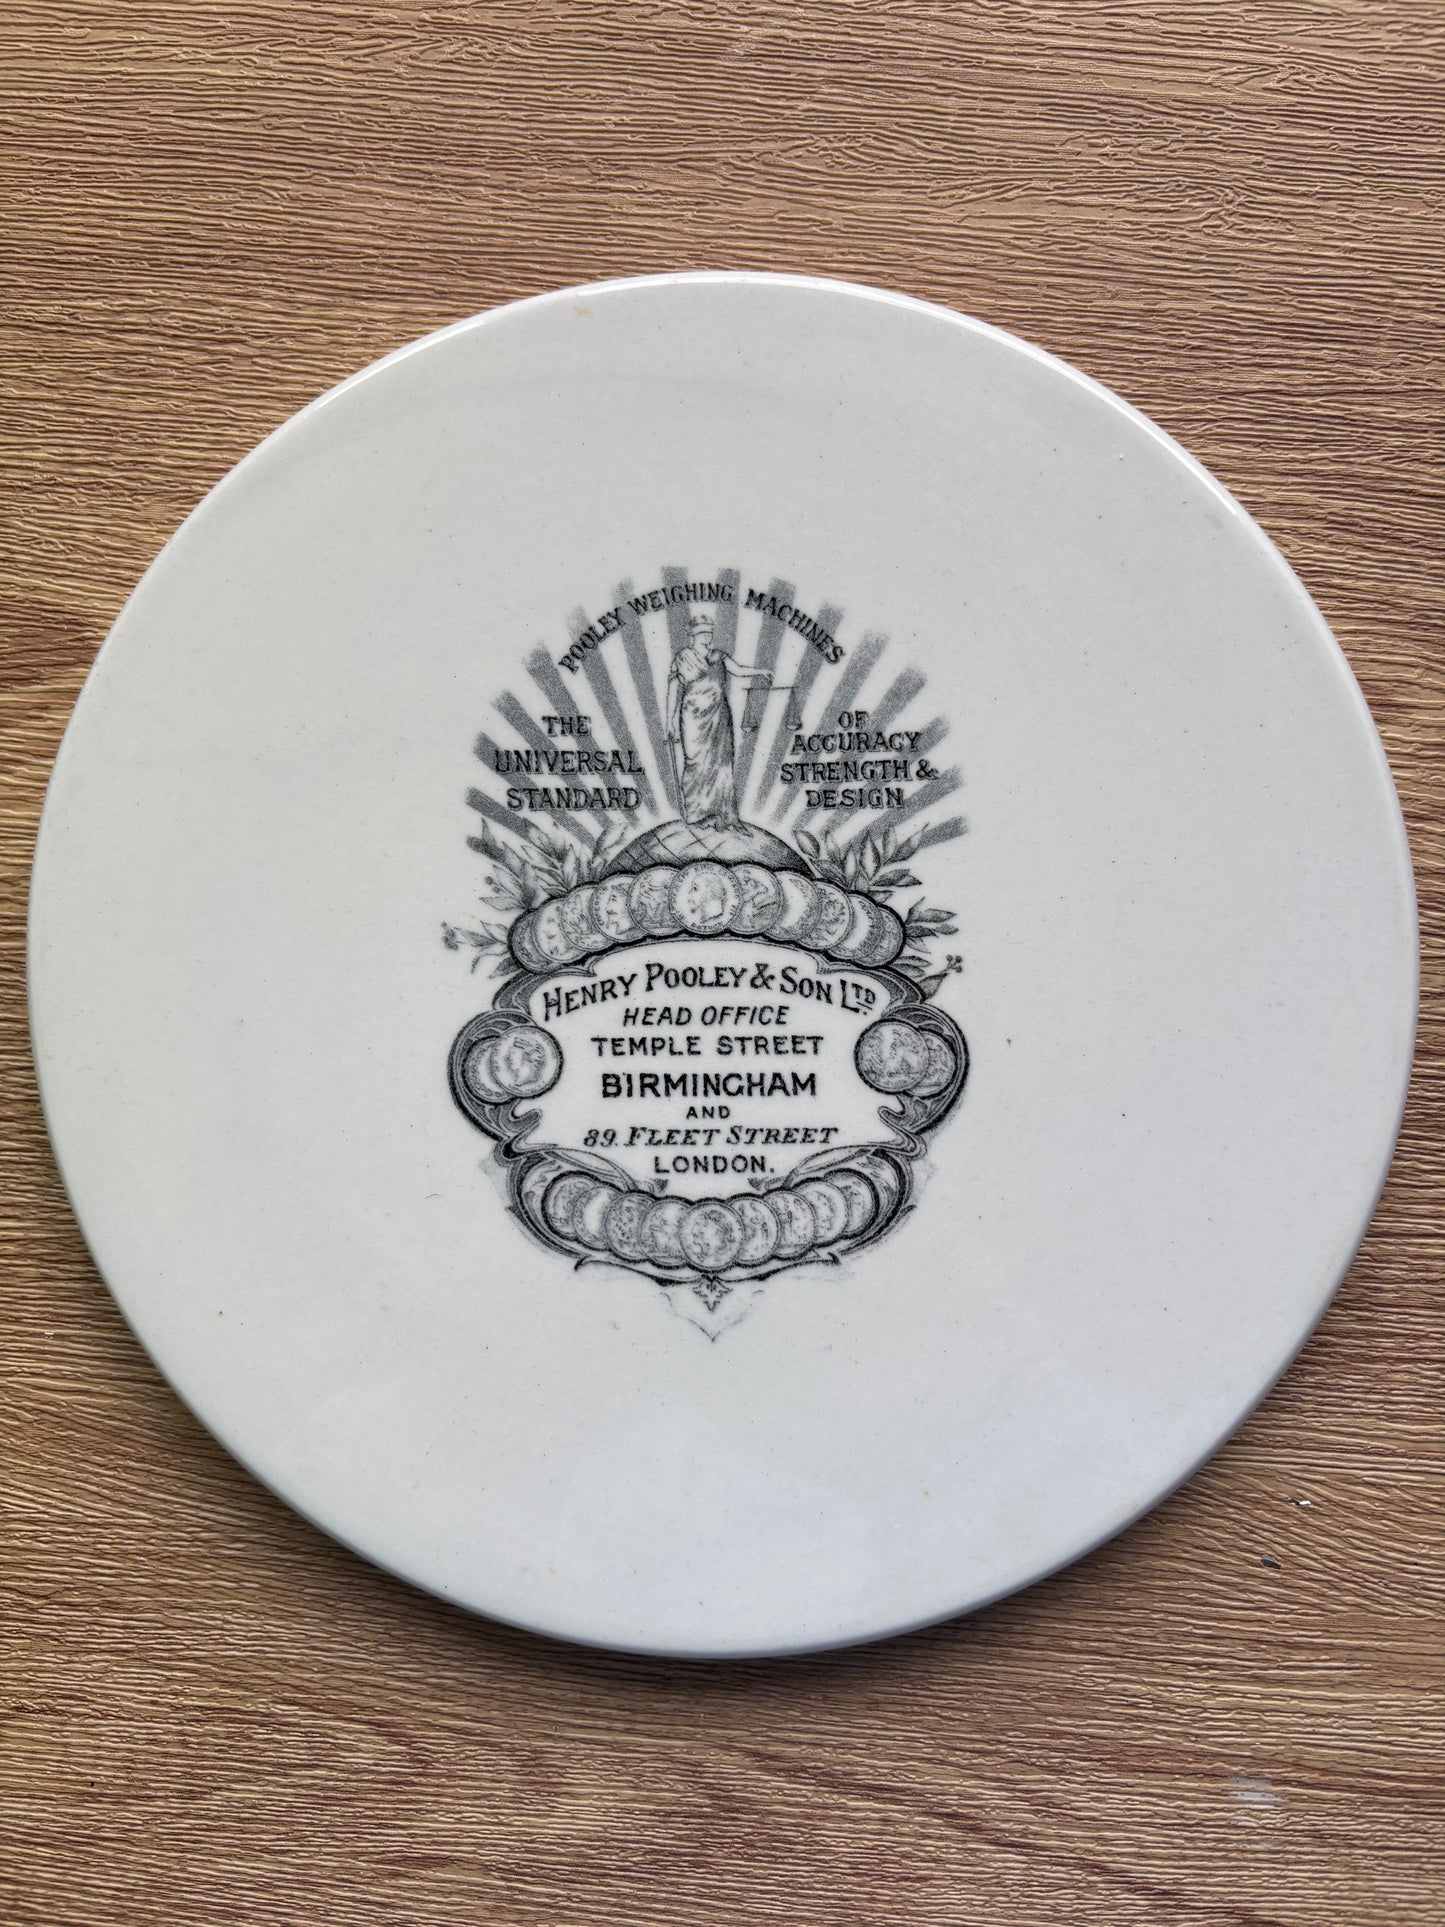 POOLEY WEIGHING MACHINES
THE
UNIVERSAL
STANDARD
OF
ACCURACY
STRENGTH &
DESIGN
HENRY POOLEY & SON LTD.
HEAD OFFICE
TEMPLE STREET
BIRMINGHAM
AND
89. FLEET STREET
LONDON.